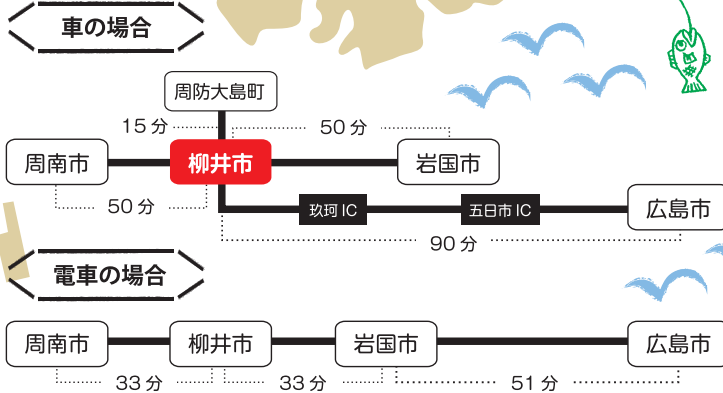 車の場合
周防大島町
15分
50分
周南市
柳井市
岩国市
50分
玖珂 IC
五日市 IC
広島市
90分
電車の場合
周南市
柳井市
岩国市
広島市
33分
33分
51分